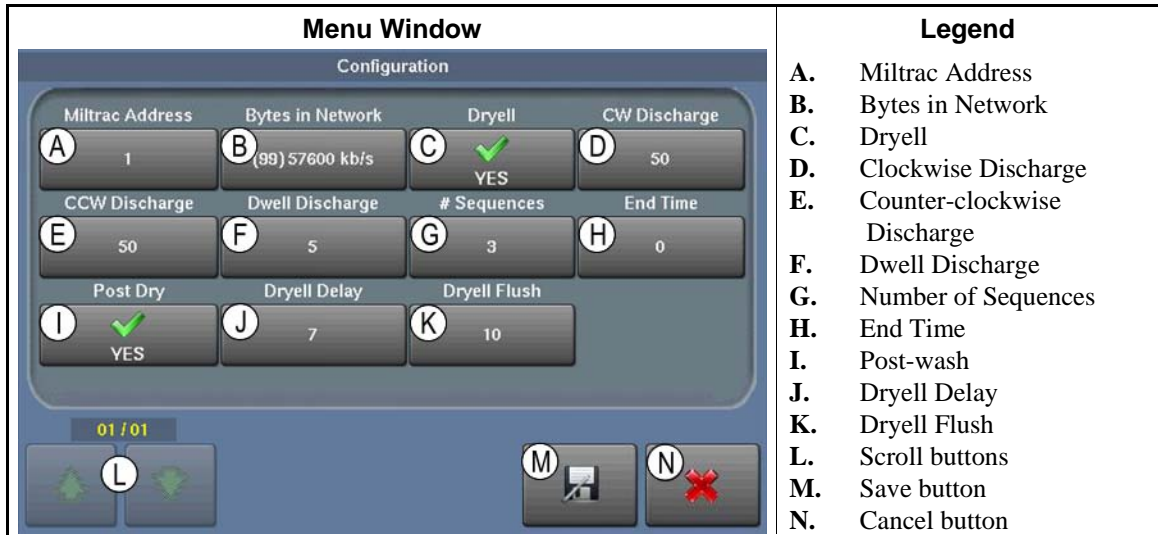 Menu Window
Configuration
Miltrac Address Bytes in Network Dryell CW Discharge
A 1 B (99) 57600 kb/s C YES D 50
CCW Discharge Dwell Discharge # Sequences End Time
E 50 F 5 G 3 H 0
Post Dry Dryell Delay Dryell Flush
I YES J 7 K 10
01 / 01
L M N
Legend
A. Miltrac Address
B. Bytes in Network
C. Dryell
D. Clockwise Discharge
E. Counter-clockwise
Discharge
F. Dwell Discharge
G. Number of Sequences
H. End Time
I. Post-wash
J. Dryell Delay
K. Dryell Flush
L. Scroll buttons
M. Save button
N. Cancel button